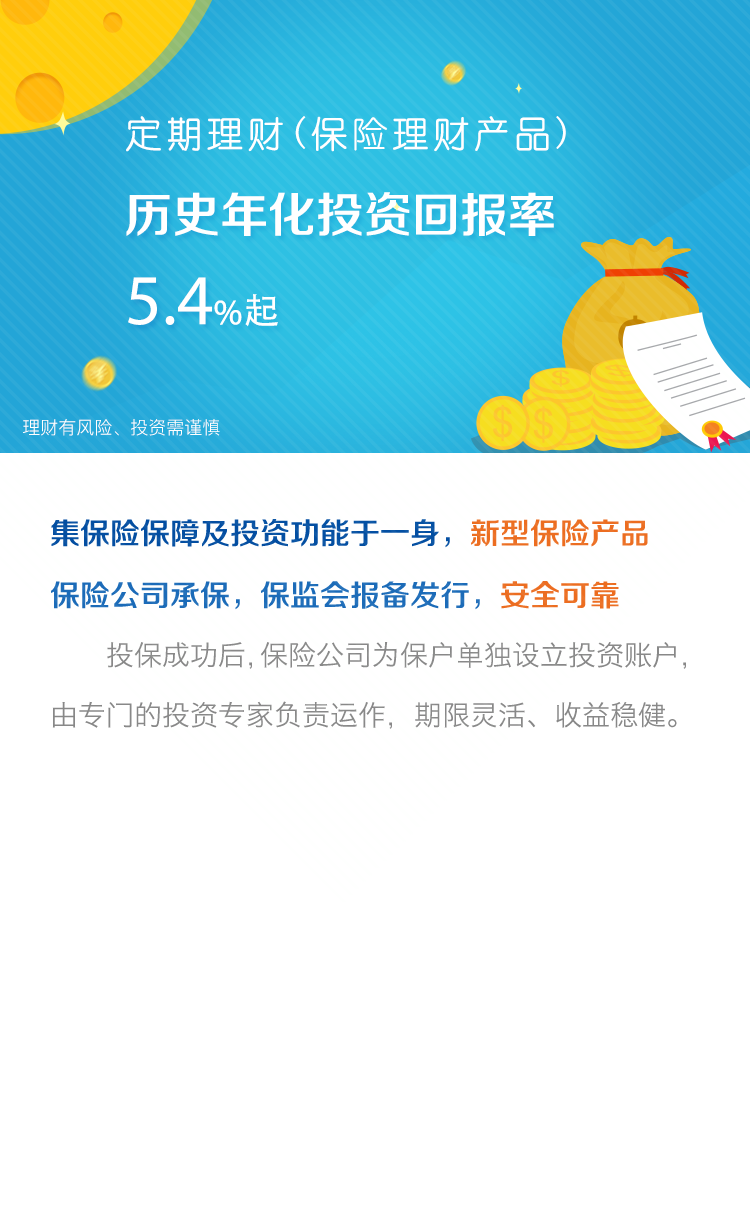 定期理财(保险理财产品)
历史年化投资回报率
5.4%起
理财有风险、投资需谨慎
集保险保障及投资功能于一身，新型保险产品
保险公司承保，保监会报备发行，安全可靠
投保成功后，保险公司为保户单独设立投资账户，
由专门的投资专家负责运作，期限灵活、收益稳健。